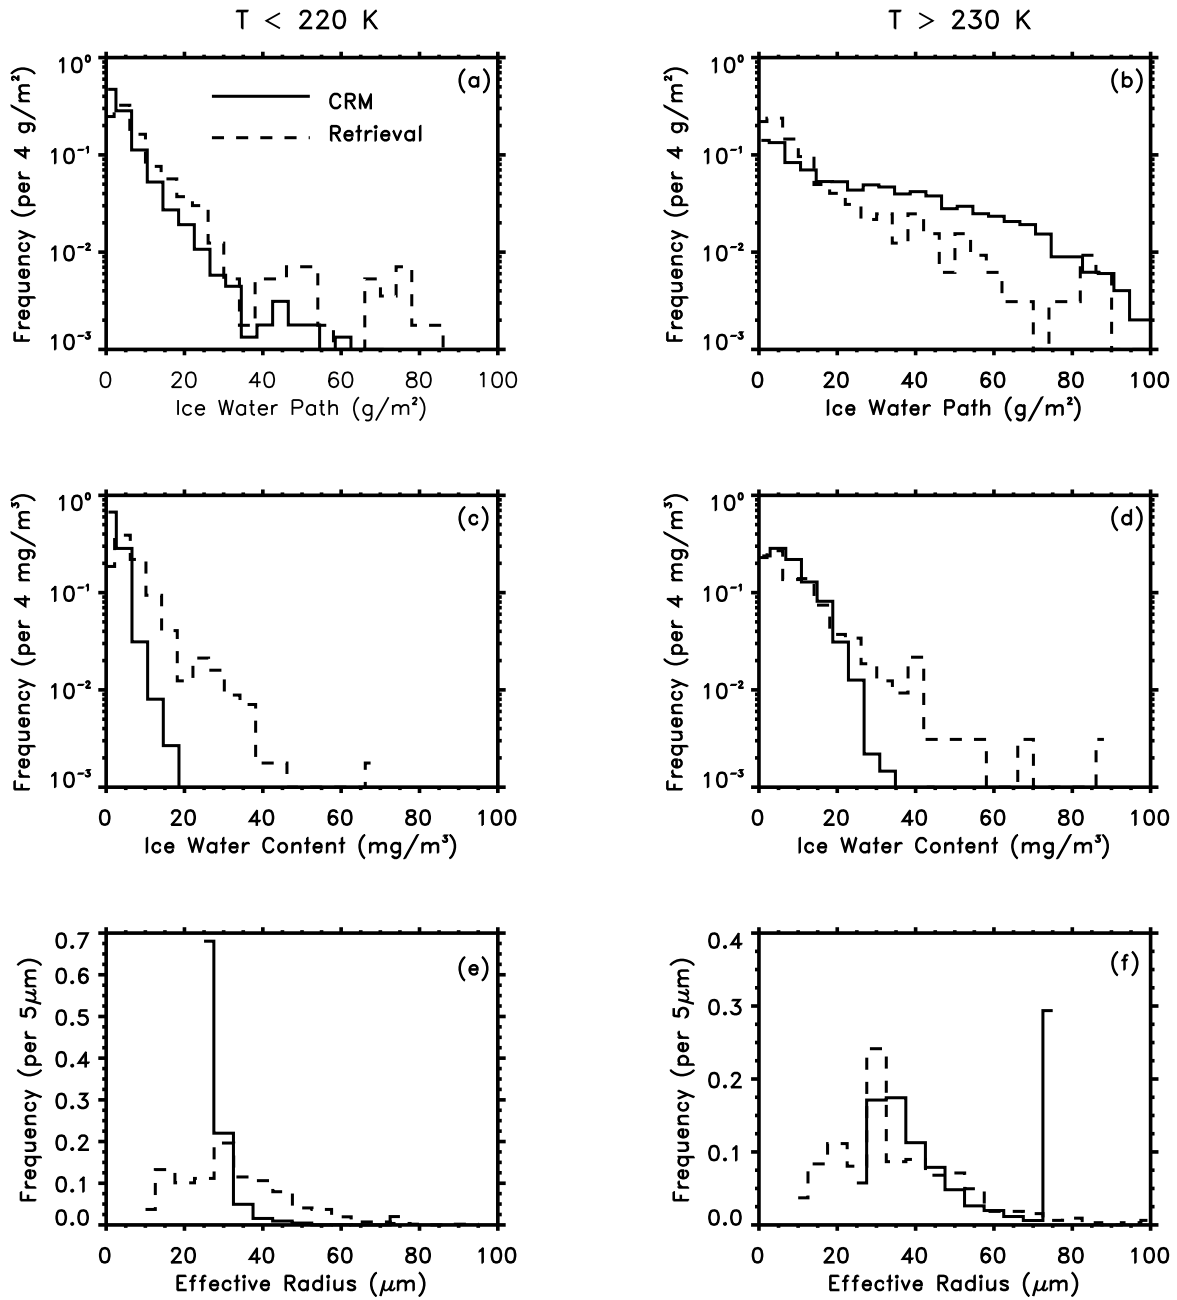 T < 220 K
T > 230 K
Frequency (per 4 g/m²)
10⁰
10⁻¹
10⁻²
10⁻³
(a)
CRM
Retrieval
0 20 40 60 80 100
Ice Water Path (g/m²)
Frequency (per 4 g/m²)
10⁰
10⁻¹
10⁻²
10⁻³
(b)
0 20 40 60 80 100
Ice Water Path (g/m²)
Frequency (per 4 mg/m³)
10⁰
10⁻¹
10⁻²
10⁻³
(c)
0 20 40 60 80 100
Ice Water Content (mg/m³)
Frequency (per 4 mg/m³)
10⁰
10⁻¹
10⁻²
10⁻³
(d)
0 20 40 60 80 100
Ice Water Content (mg/m³)
Frequency (per 5μm)
0.7
0.6
0.5
0.4
0.3
0.2
0.1
0.0
(e)
0 20 40 60 80 100
Effective Radius (μm)
Frequency (per 5μm)
0.4
0.3
0.2
0.1
0.0
(f)
0 20 40 60 80 100
Effective Radius (μm)